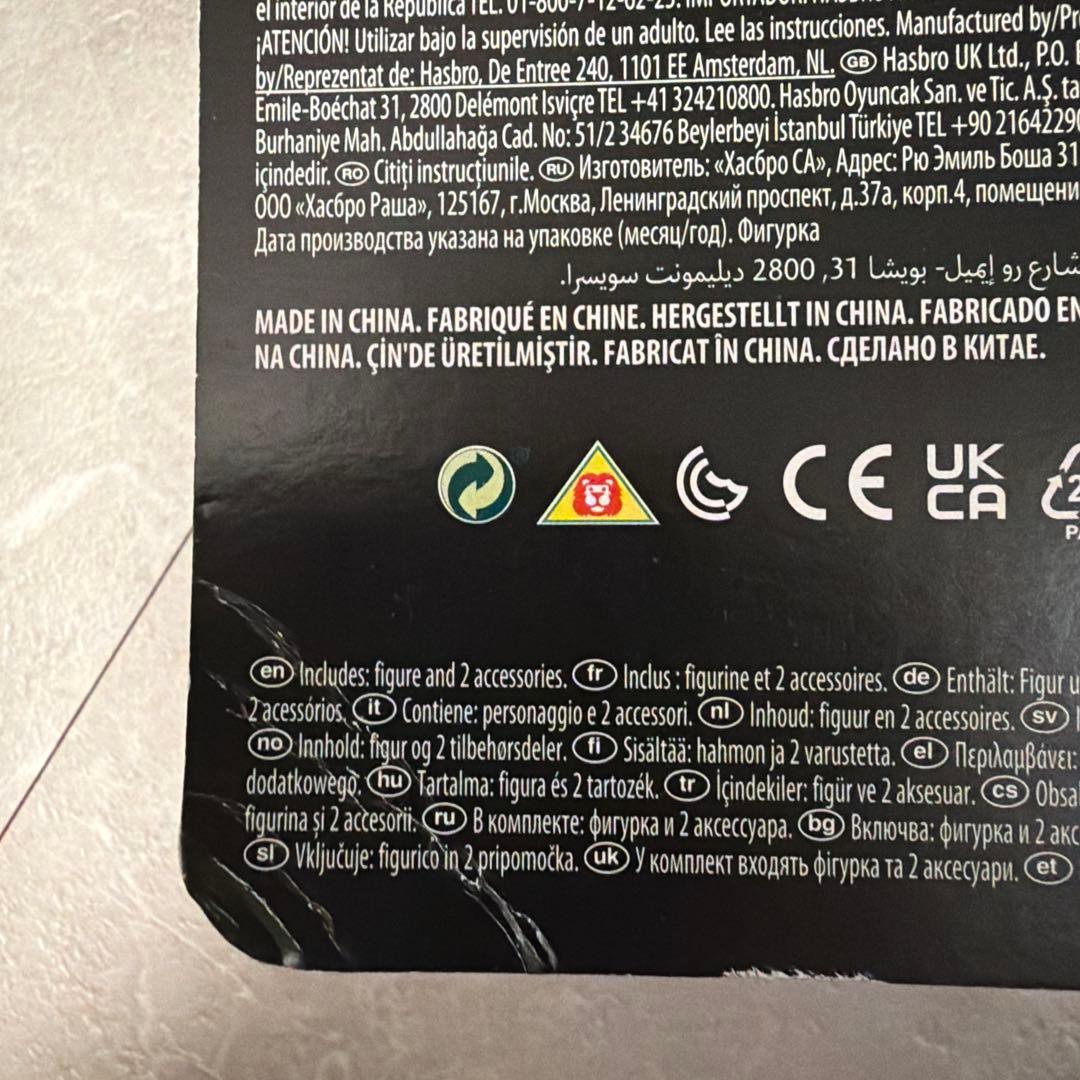 el interior de la República TEL. 01-800-7-12-62-25.
¡ATENCIÓN! Utilizar bajo la supervisión de un adulto. Lee las instrucciones. Manufactured by/
by/Reprezentat de: Hasbro, De Entree 240, 1101 EE Amsterdam, NL. GB Hasbro UK Ltd., P.O.
Emile-Boéchat 31, 2800 Delémont Isviçre TEL +41 324210800. Hasbro Oyuncak San. ve Tic. A.Ş. ta
Burhaniye Mah. Abdullahağa Cad. No: 51/2 34676 Beylerbeyi İstanbul Türkiye TEL +90 21642290
içindedir. RO Citiți instrucțiunile. RU Изготовитель: «Хасбро СА», Адрес: Рю Эмиль Боша 31
ООО «Хасбро Раша», 125167, г.Москва, Ленинградский проспект, д.37а, корп.4, помещени
Дата производства указана на упаковке (месяц/год). Фигурка
شارع رو إيميل- بويشا 31, 2800 ديليمونت سويسرا.
MADE IN CHINA. FABRIQUÉ EN CHINE. HERGESTELLT IN CHINA. FABRICADO EN
NA CHINA. ÇİN'DE ÜRETİLMİŞTİR. FABRICAT ÎN CHINA. СДЕЛАНО В КИТАЕ.
CE UK
CA 2
en Includes: figure and 2 accessories. fr Inclus : figurine et 2 accessoires. de Enthält: Figur u
2 acessórios. it Contiene: personaggio e 2 accessori. nl Inhoud: figuur en 2 accessoires. sv
no Innhold: figur og 2 tilbehørsdeler. fi Sisältää: hahmon ja 2 varustetta. el Περιλαμβάνει:
dodatkowego. hu Tartalma: figura és 2 tartozék. tr İçindekiler: figür ve 2 aksesuar. cs Obsa
figurina și 2 accesorii. ru В комплекте: фигурка и 2 аксессуара. bg Включва: фигурка и 2 акс
sl Vključuje: figurico in 2 pripomočka. uk У комплект входять фігурка та 2 аксесуари. et